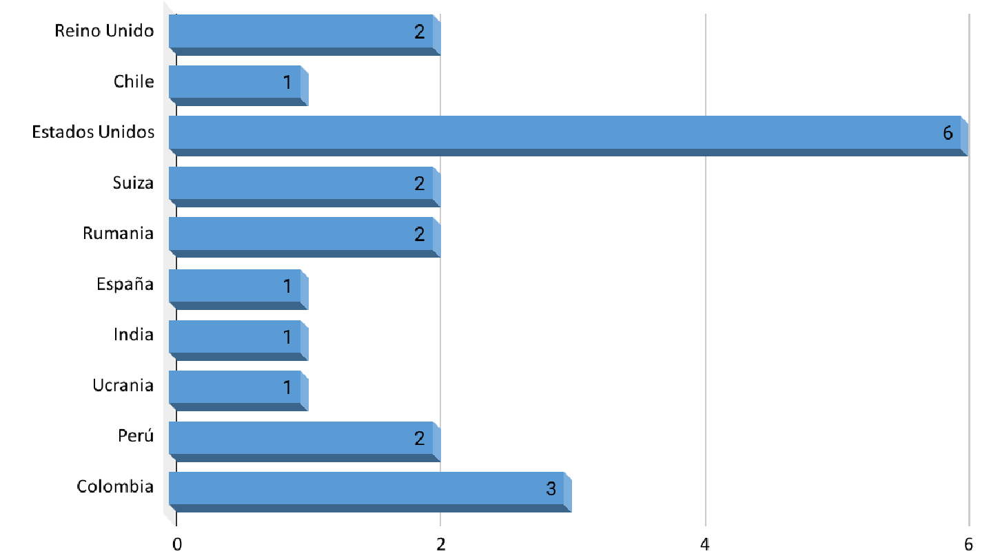 Reino Unido 2
Chile 1
Estados Unidos 6
Suiza 2
Rumania 2
España 1
India 1
Ucrania 1
Perú 2
Colombia 3
0 2 4 6